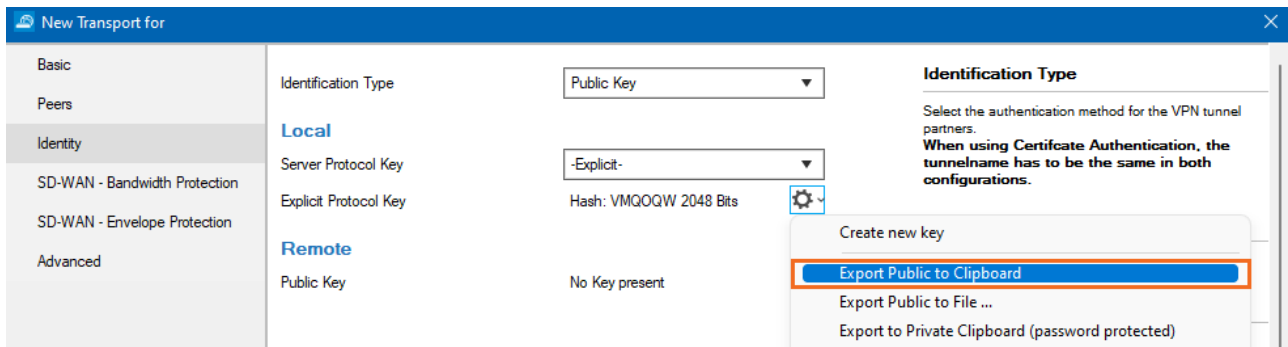 New Transport for
Basic
Peers
Identity
SD-WAN - Bandwidth Protection
SD-WAN - Envelope Protection
Advanced
Identification Type
Public Key
Local
Server Protocol Key
-Explicit-
Explicit Protocol Key
Hash: VMQOQW 2048 Bits
Remote
Public Key
No Key present
Identification Type
Select the authentication method for the VPN tunnel
partners.
When using Certifcate Authentication, the
tunnelname has to be the same in both
configurations.
Create new key
Export Public to Clipboard
Export Public to File ...
Export to Private Clipboard (password protected)